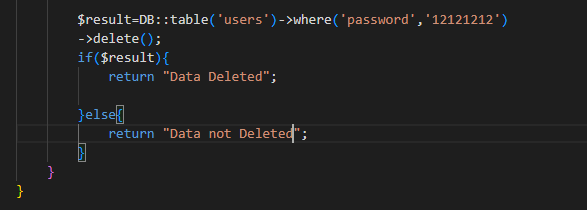 $result=DB::table('users')->where('password','12121212')
->delete();
if($result){
return "Data Deleted";
}else{
return "Data not Deleted";
}
}
}